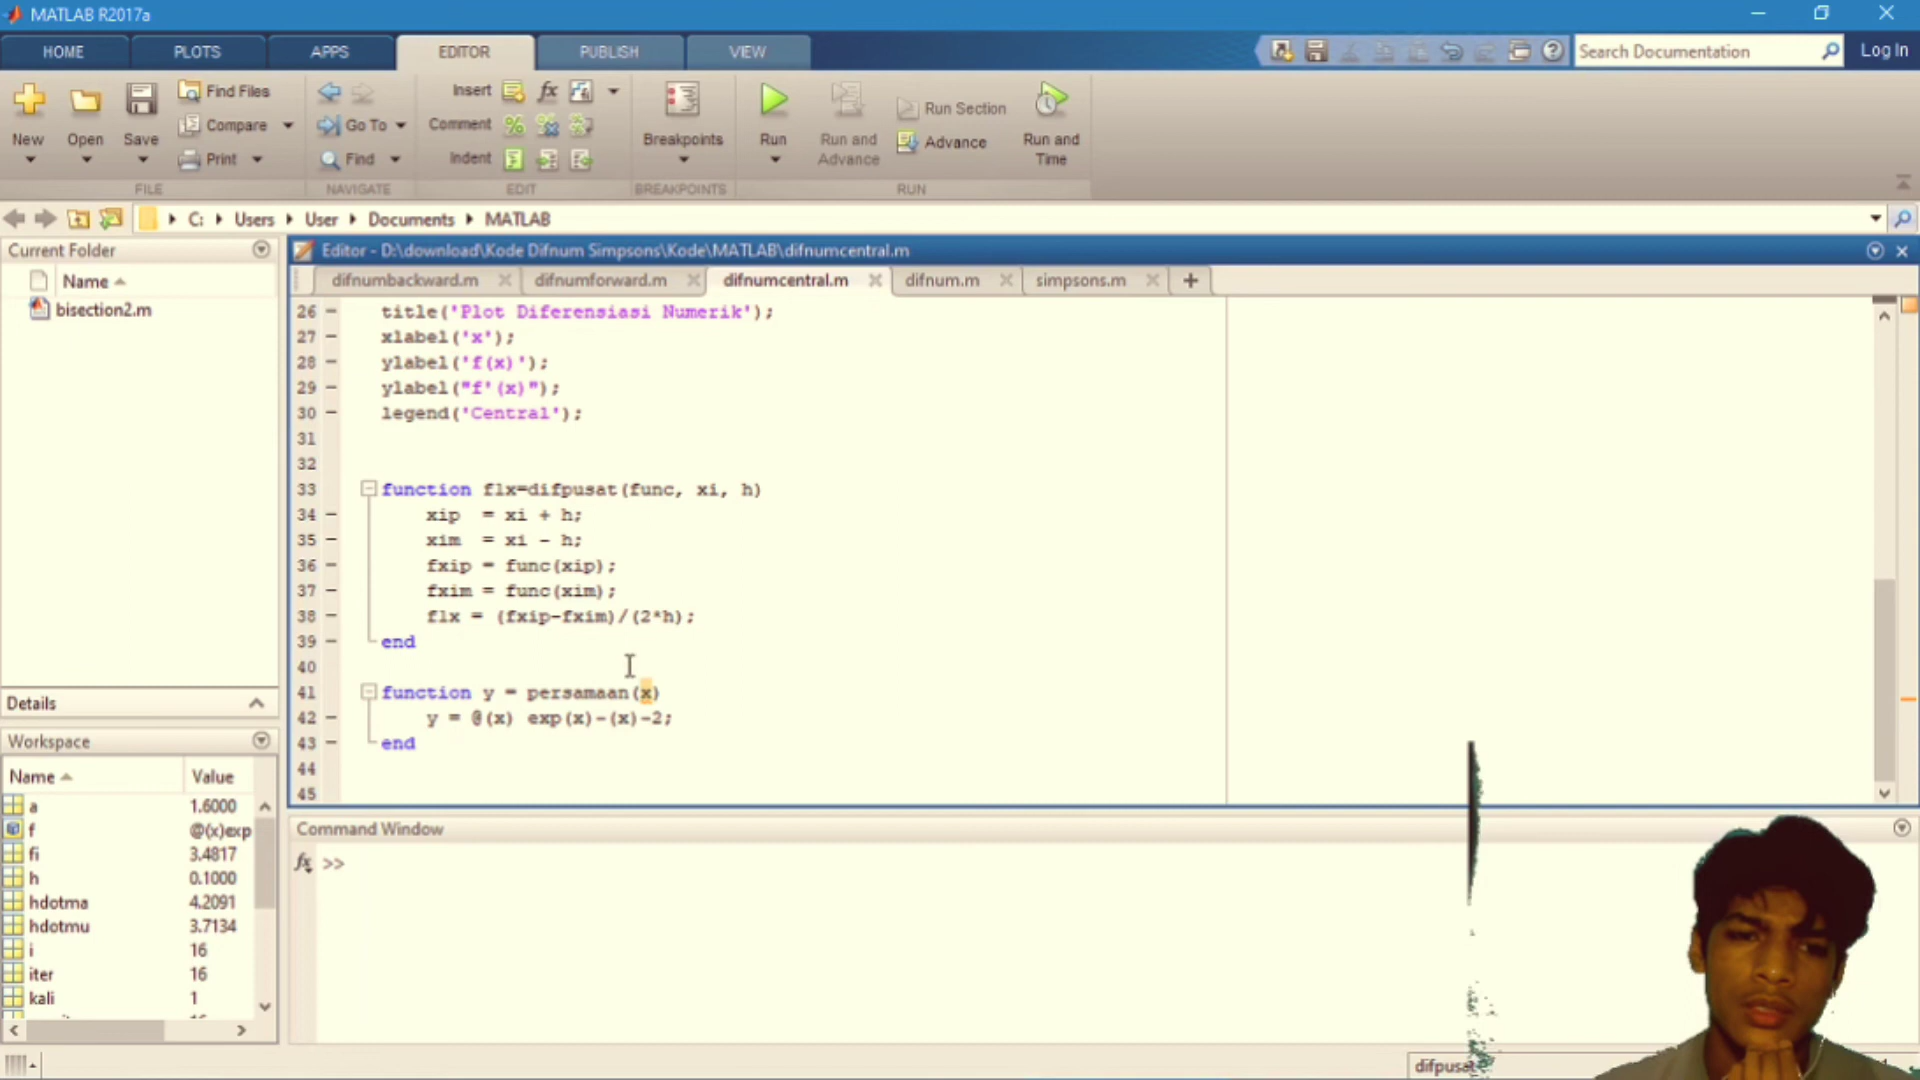 MATLAB R2017a
HOME PLOTS APPS EDITOR PUBLISH VIEW
Search Documentation Log In
New Open Save Find Files Compare Print
Go To Find
Insert Comment Indent
Breakpoints
Run Run and Advance Run Section Advance Run and Time
FILE NAVIGATE EDIT BREAKPOINTS RUN
C: Users User Documents MATLAB
Current Folder
Name
bisection2.m
Details
Workspace
Name Value
a 1.6000
f @(x)exp
fi 3.4817
h 0.1000
hdotma 4.2091
hdotmu 3.7134
i 16
iter 16
kali 1
Editor - D:\download\Kode Difnum Simpsons\Kode\MATLAB\difnumcentral.m
difnumbackward.m difnumforward.m difnumcentral.m difnum.m simpsons.m +
26 title('Plot Diferensiasi Numerik');
27 xlabel('x');
28 ylabel('f(x)');
29 ylabel("f'(x)");
30 legend('Central');
31
32
33 function flx=difpusat(func, xi, h)
34 xip = xi + h;
35 xim = xi - h;
36 fxip = func(xip);
37 fxim = func(xim);
38 flx = (fxip-fxim)/(2*h);
39 end
40
41 function y = persamaan(x)
42 y = @(x) exp(x)-(x)-2;
43 end
44
45
Command Window
fx >>